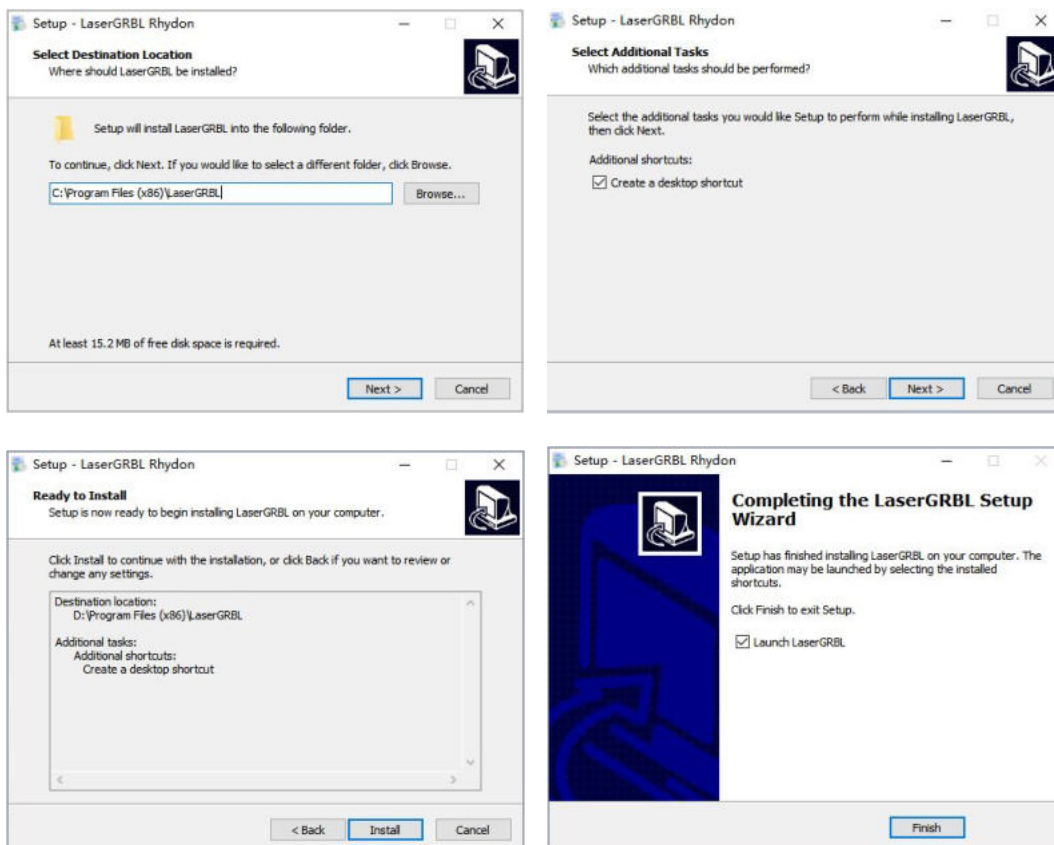 Setup - LaserGRBL Rhydon
Select Destination Location
Where should LaserGRBL be installed?
Setup will install LaserGRBL into the following folder.
To continue, click Next. If you would like to select a different folder, click Browse.
C:\Program Files (x86)\LaserGRBL
Browse...
At least 15.2 MB of free disk space is required.
Next >
Cancel
Setup - LaserGRBL Rhydon
Select Additional Tasks
Which additional tasks should be performed?
Select the additional tasks you would like Setup to perform while installing LaserGRBL,
then click Next.
Additional shortcuts:
Create a desktop shortcut
< Back
Next >
Cancel
Setup - LaserGRBL Rhydon
Ready to Install
Setup is now ready to begin installing LaserGRBL on your computer.
Click Install to continue with the installation, or click Back if you want to review or
change any settings.
Destination location:
D:\Program Files (x86)\LaserGRBL
Additional tasks:
Additional shortcuts:
Create a desktop shortcut
< Back
Install
Cancel
Setup - LaserGRBL Rhydon
Completing the LaserGRBL Setup
Wizard
Setup has finished installing LaserGRBL on your computer. The
application may be launched by selecting the installed
shortcuts.
Click Finish to exit Setup.
Launch LaserGRBL
Finish